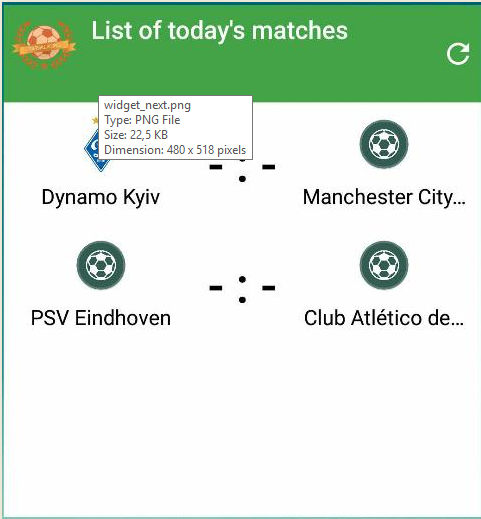 List of today's matches
widget_next.png
Type: PNG File
Size: 22,5 KB
Dimension: 480 x 518 pixels
- : -
Dynamo Kyiv
Manchester City...
- : -
PSV Eindhoven
Club Atlético de...